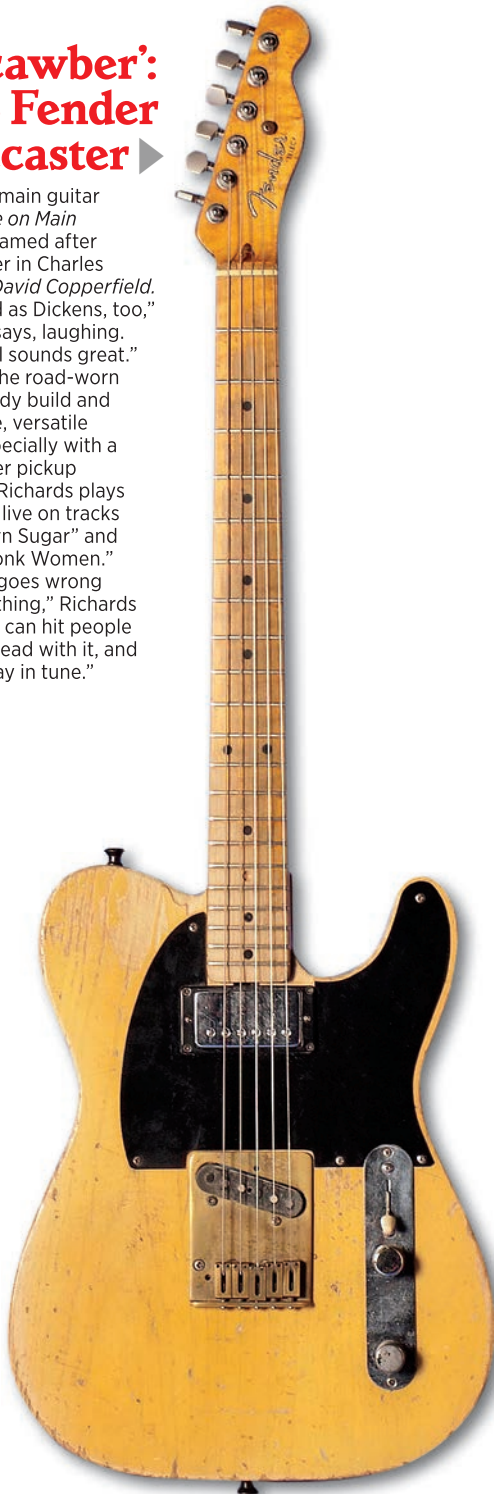 cawber’:
Fender
caster
main guitar
e on Main
amed after
er in Charles
David Copperfield.
d as Dickens, too,”
says, laughing.
l sounds great.”
he road-worn
dy build and
e, versatile
pecially with a
er pickup
Richards plays
live on tracks
n Sugar” and
onk Women.”
goes wrong
thing,” Richards
can hit people
ead with it, and
ay in tune.”
Fender